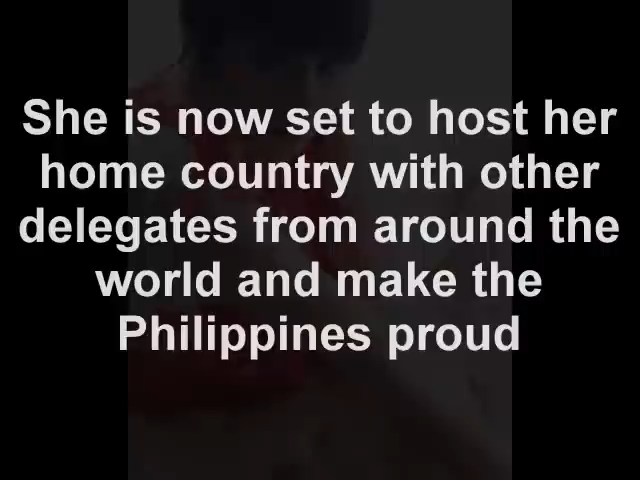 She is now set to host her
home country with other
delegates from around the
world and make the
Philippines proud